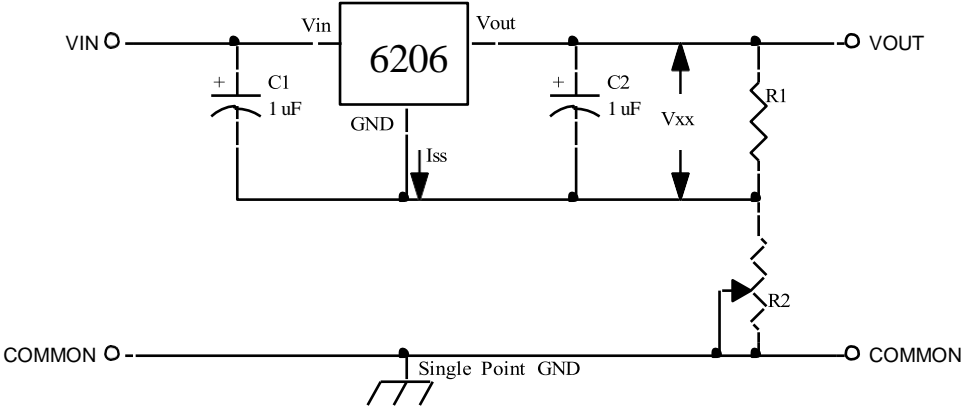 Vin
Vout
VIN
6206
VOUT
+ C1
1 uF
+ C2
1 uF
R1
Vxx
GND
Iss
R2
COMMON
COMMON
Single Point GND